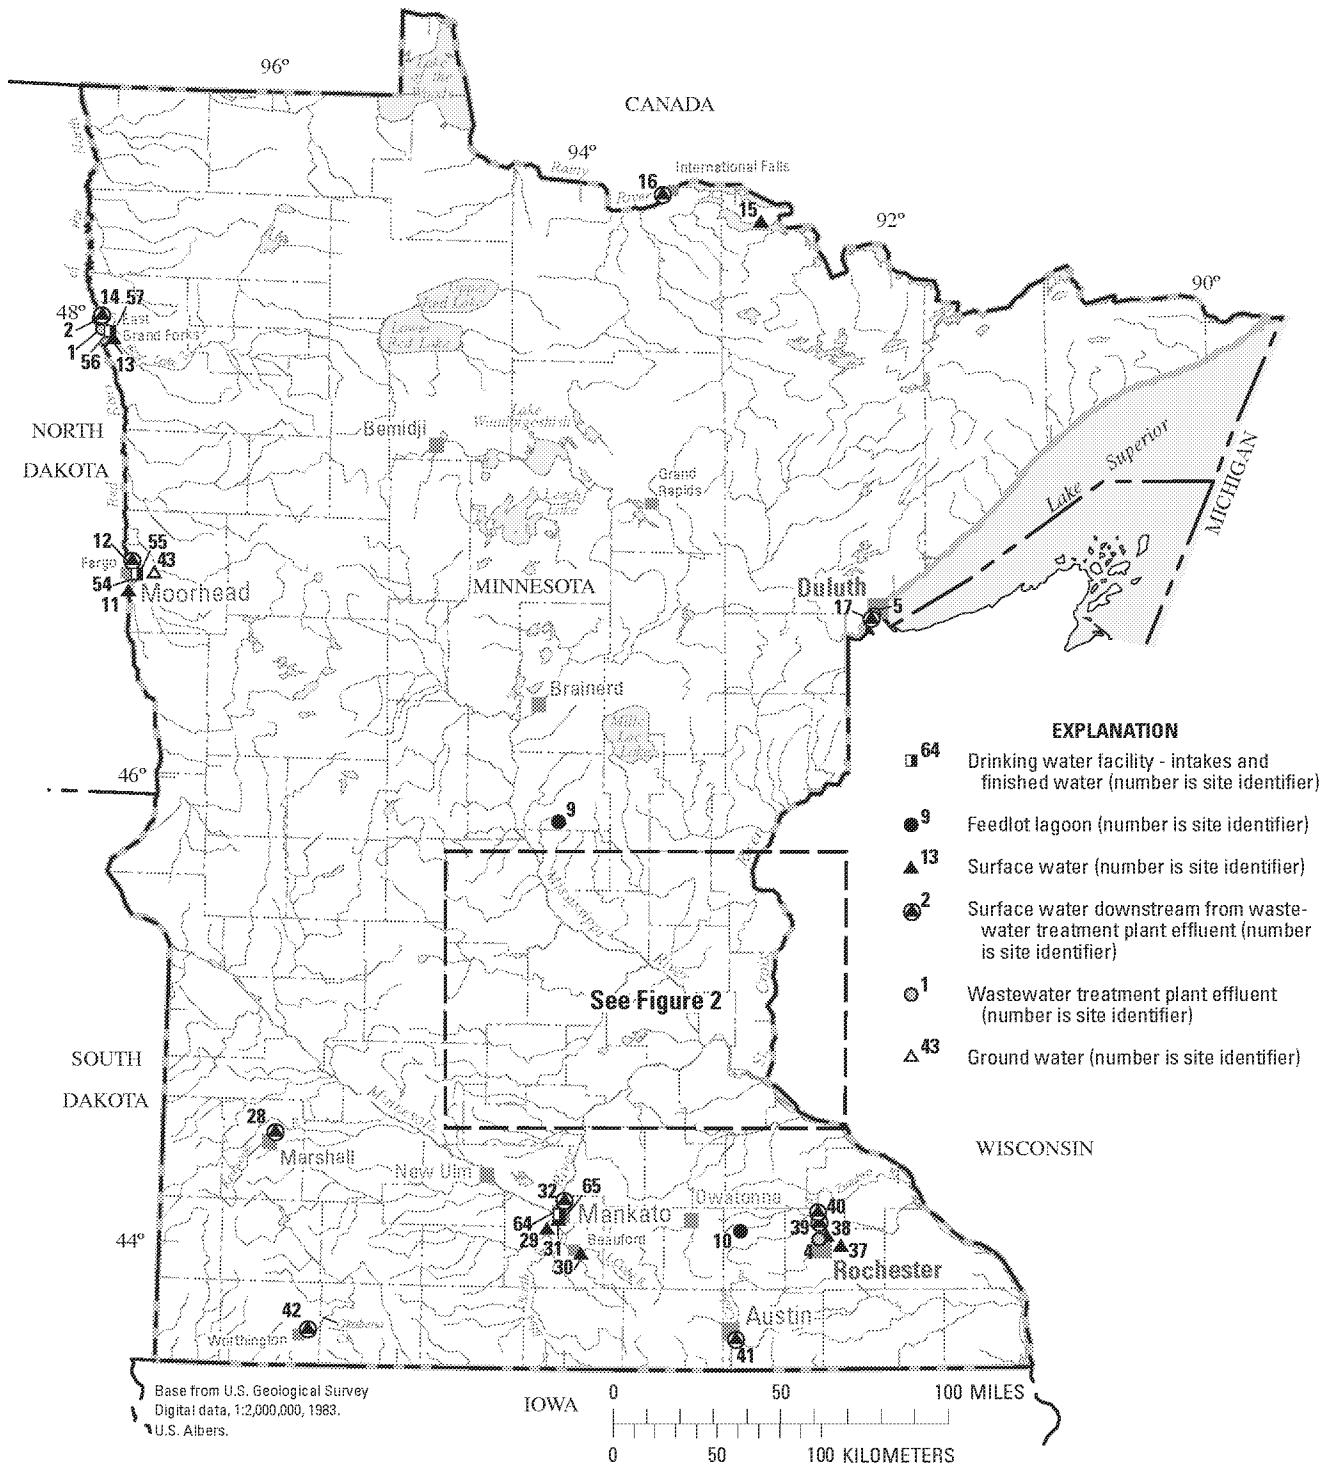 96°
CANADA
94°
International Falls
Rainy
River
16
15
92°
90°
48°
14
57
2
East
Grand Forks
1
56
13
NORTH
DAKOTA
Bemidji
Lake
Winnibigoshish
Grand
Rapids
Leech
Lake
Lake
Superior
MICHIGAN
12
55
43
Fargo
54
Moorhead
11
MINNESOTA
Duluth
17
5
Brainerd
46°
9
EXPLANATION
64 Drinking water facility - intakes and
finished water (number is site identifier)
9 Feedlot lagoon (number is site identifier)
13 Surface water (number is site identifier)
2 Surface water downstream from waste-
water treatment plant effluent (number
is site identifier)
1 Wastewater treatment plant effluent
(number is site identifier)
43 Ground water (number is site identifier)
See Figure 2
SOUTH
DAKOTA
28
Marshall
New Ulm
WISCONSIN
32
65
Mankato
64
29
31
Beauford
30
Owatonna
10
40
39
38
4
37
Rochester
44°
42
Worthington
Austin
41
Base from U.S. Geological Survey
Digital data, 1:2,000,000, 1983.
U.S. Albers.
IOWA
0 50 100 MILES
0 50 100 KILOMETERS